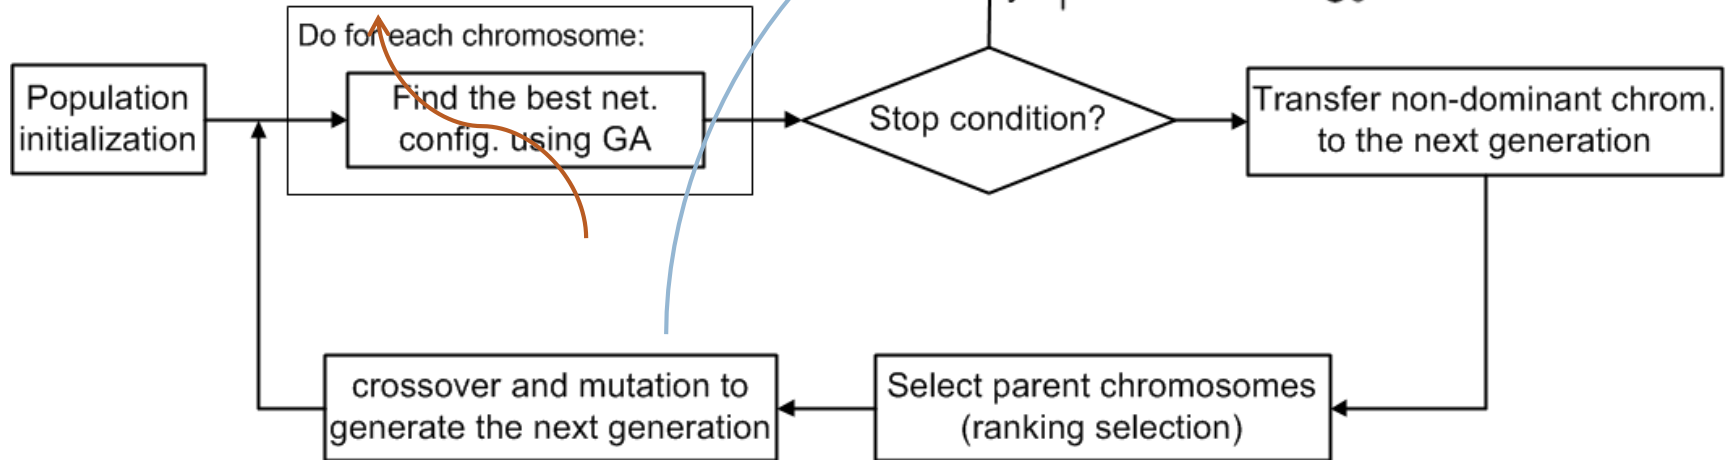 Do for each chromosome:
Population
initialization
Find the best net.
config. using GA
Stop condition?
Transfer non-dominant chrom.
to the next generation
crossover and mutation to
generate the next generation
Select parent chromosomes
(ranking selection)